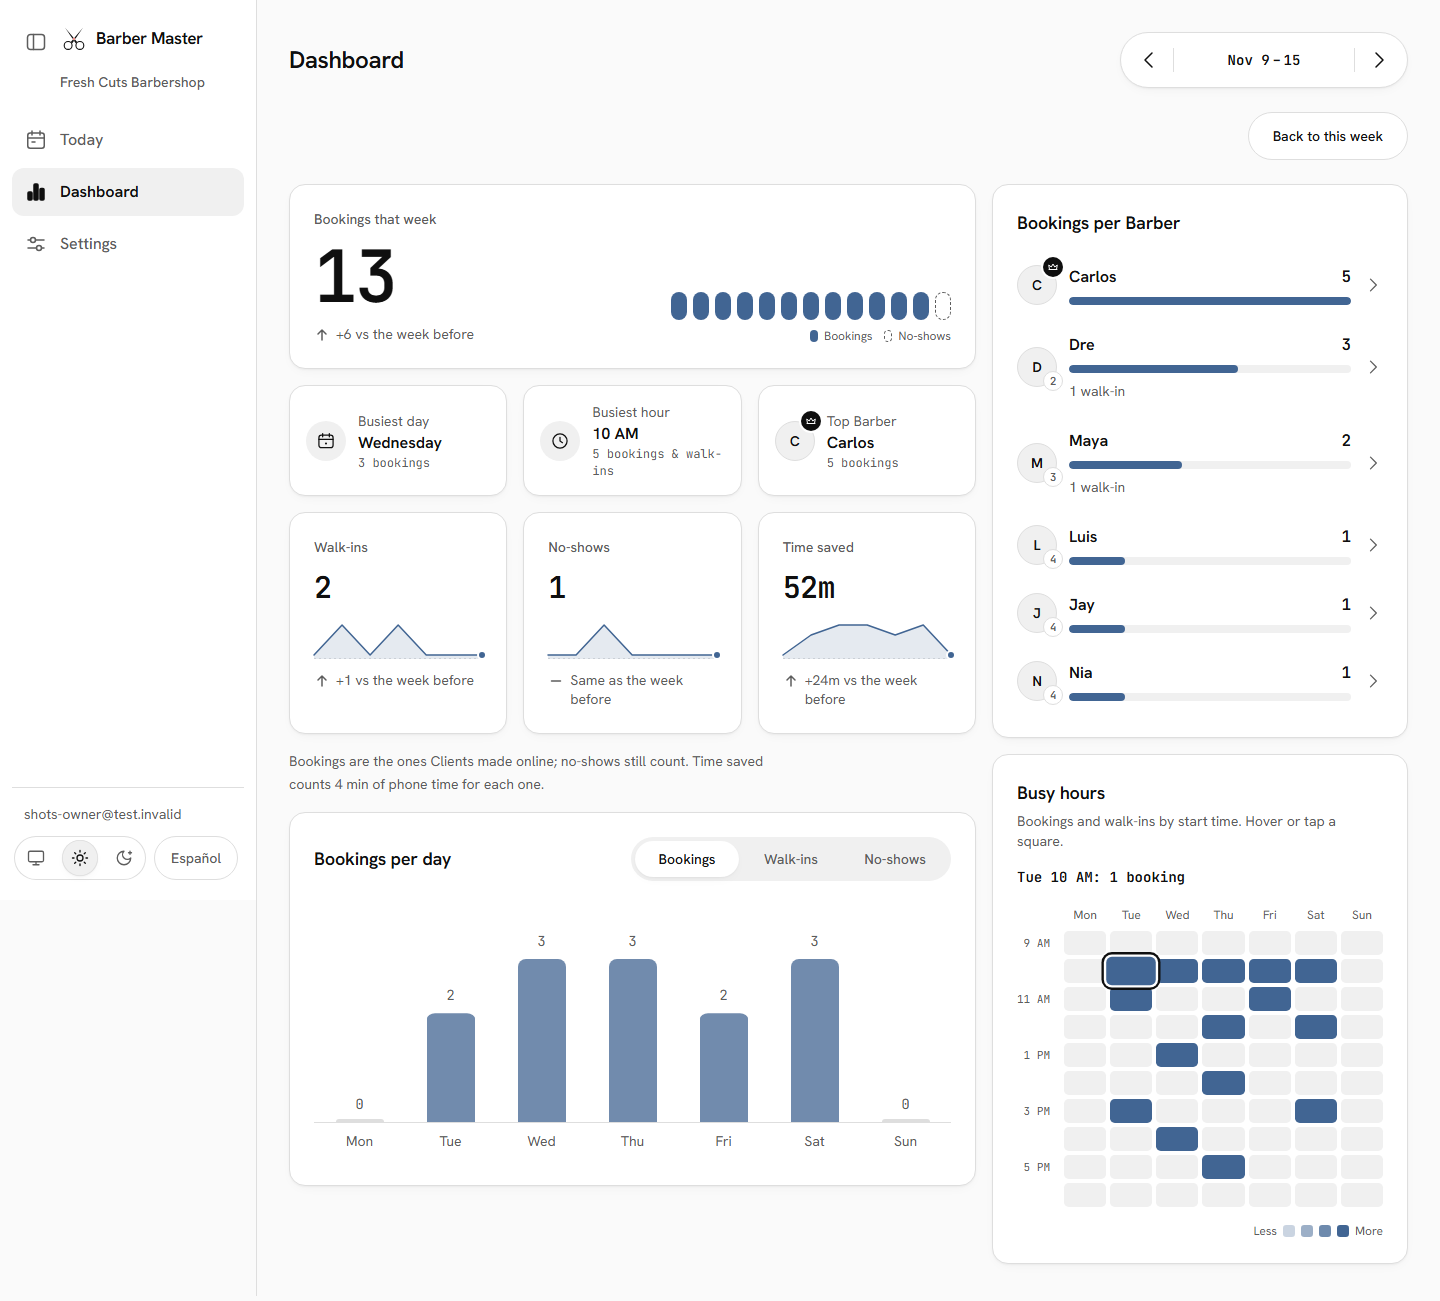 Barber Master
Fresh Cuts Barbershop
Today
Dashboard
Settings
shots-owner@test.invalid
Español
Dashboard
Nov 9–15
Back to this week
Bookings that week
13
+6 vs the week before
Bookings
No-shows
Busiest day
Wednesday
3 bookings
Busiest hour
10 AM
5 bookings & walk-
ins
C
Top Barber
Carlos
5 bookings
Walk-ins
2
+1 vs the week before
No-shows
1
Same as the week
before
Time saved
52m
+24m vs the week
before
Bookings are the ones Clients made online; no-shows still count. Time saved
counts 4 min of phone time for each one.
Bookings per day
Bookings
Walk-ins
No-shows
0
2
3
3
2
3
0
Mon
Tue
Wed
Thu
Fri
Sat
Sun
Bookings per Barber
C
Carlos
5
D
2
Dre
3
1 walk-in
M
3
Maya
2
1 walk-in
L
4
Luis
1
J
4
Jay
1
N
4
Nia
1
Busy hours
Bookings and walk-ins by start time. Hover or tap a
square.
Tue 10 AM: 1 booking
Mon
Tue
Wed
Thu
Fri
Sat
Sun
9 AM
11 AM
1 PM
3 PM
5 PM
Less
More